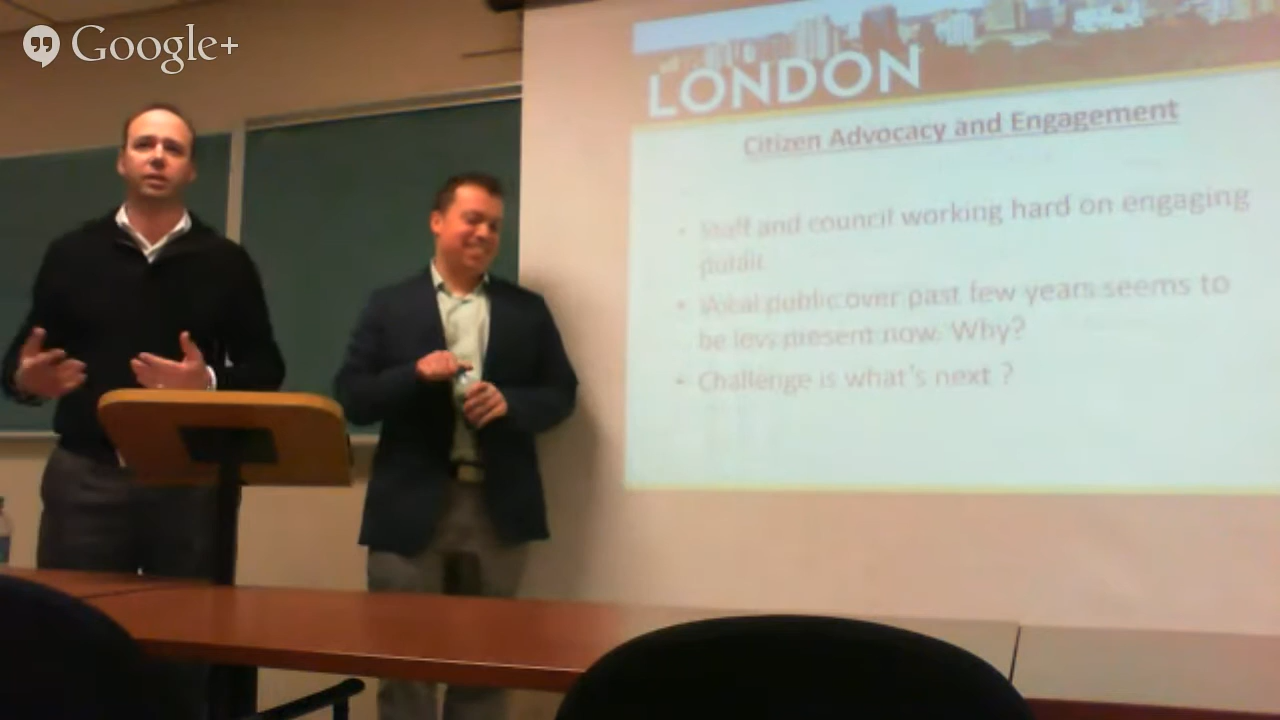 Google+
LONDON
Citizen Advocacy and Engagement
Staff and council working hard on engaging
public
Vocal public over past few years seems to
be less present now. Why?
Challenge is what's next ?